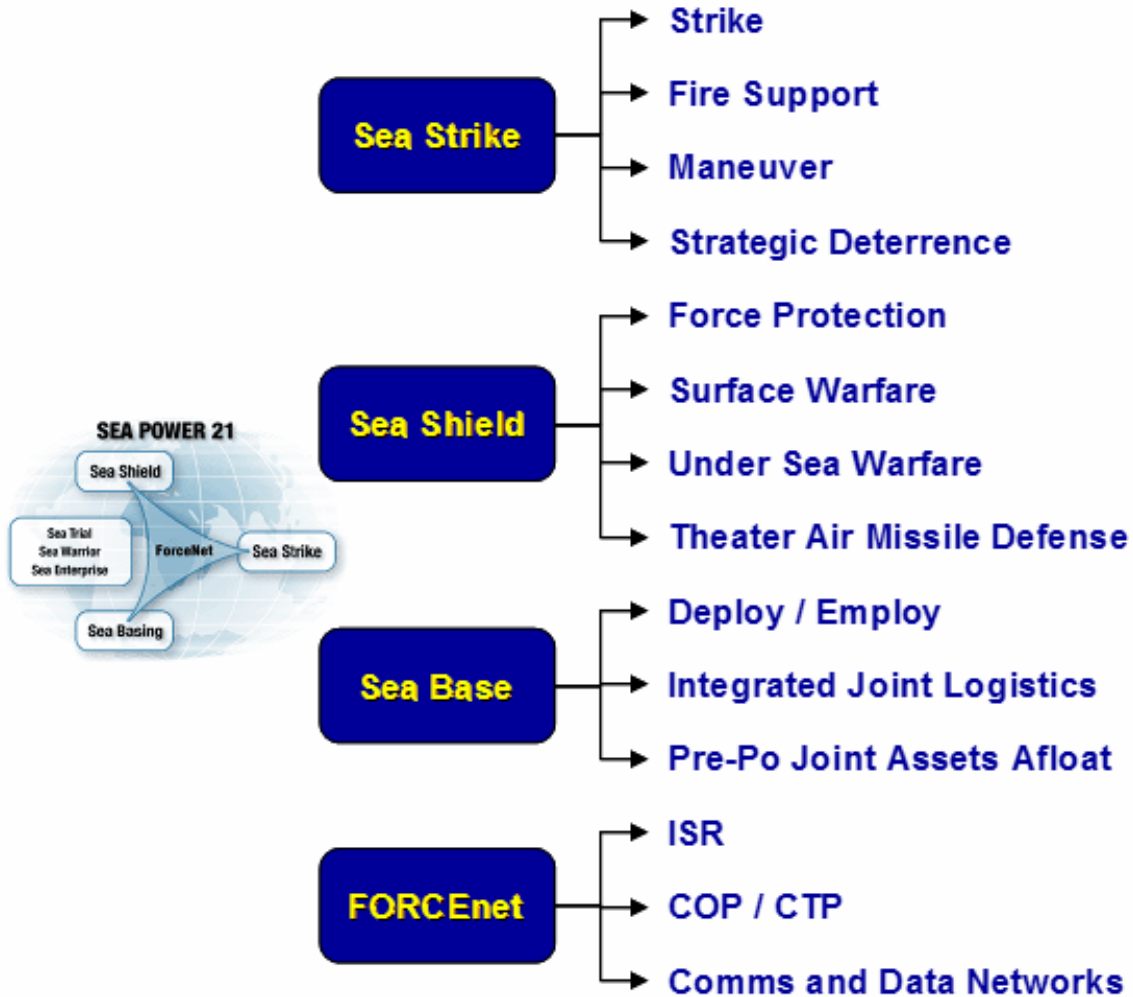 SEA POWER 21
Sea Shield
Sea Trial
Sea Warrior
Sea Enterprise
ForceNet
Sea Strike
Sea Basing
Sea Strike
Strike
Fire Support
Maneuver
Strategic Deterrence
Sea Shield
Force Protection
Surface Warfare
Under Sea Warfare
Theater Air Missile Defense
Sea Base
Deploy / Employ
Integrated Joint Logistics
Pre-Po Joint Assets Afloat
FORCEnet
ISR
COP / CTP
Comms and Data Networks